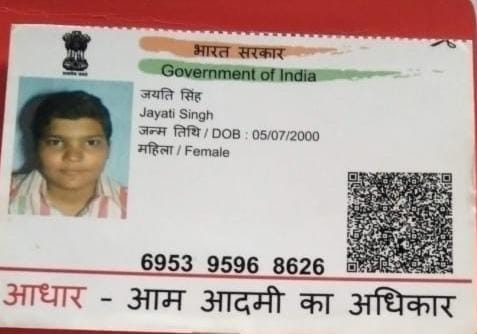 भारत सरकार
Government of India
जयति सिंह
Jayati Singh
जन्म तिथि / DOB : 05/07/2000
महिला / Female
6953 9596 8626
आधार - आम आदमी का अधिकार